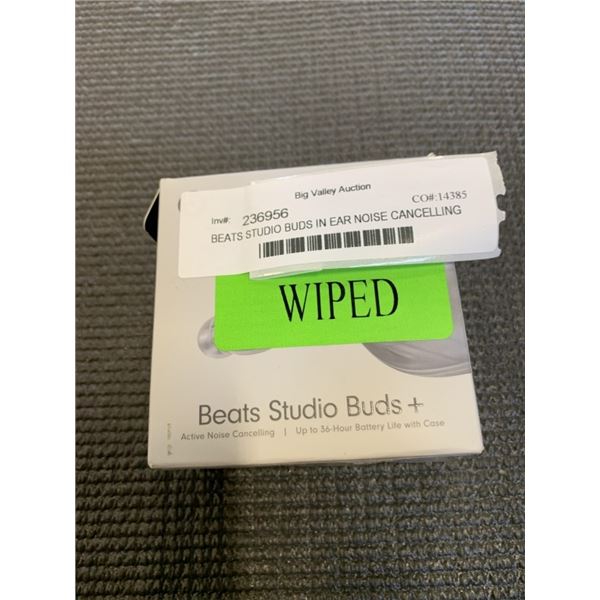 Big Valley Auction
Inv#: 236956 CO#:14385
BEATS STUDIO BUDS IN EAR NOISE CANCELLING
WIPED
Beats Studio Buds +
Active Noise Cancelling | Up to 36-Hour Battery Life with Case